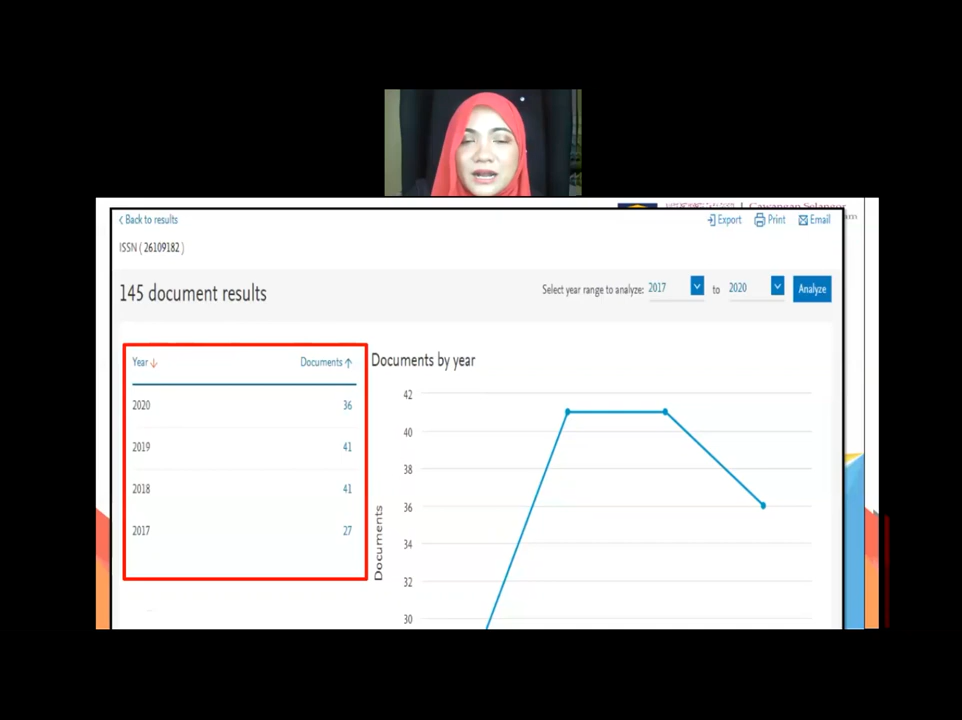 Cawangan Selangor
am
Back to results
Export Print Email
ISSN ( 26109182 )
145 document results
Select year range to analyze: 2017 to 2020 Analyze
Year Documents
2020 36
2019 41
2018 41
2017 27
Documents by year
42
40
38
36
34
32
30
Documents